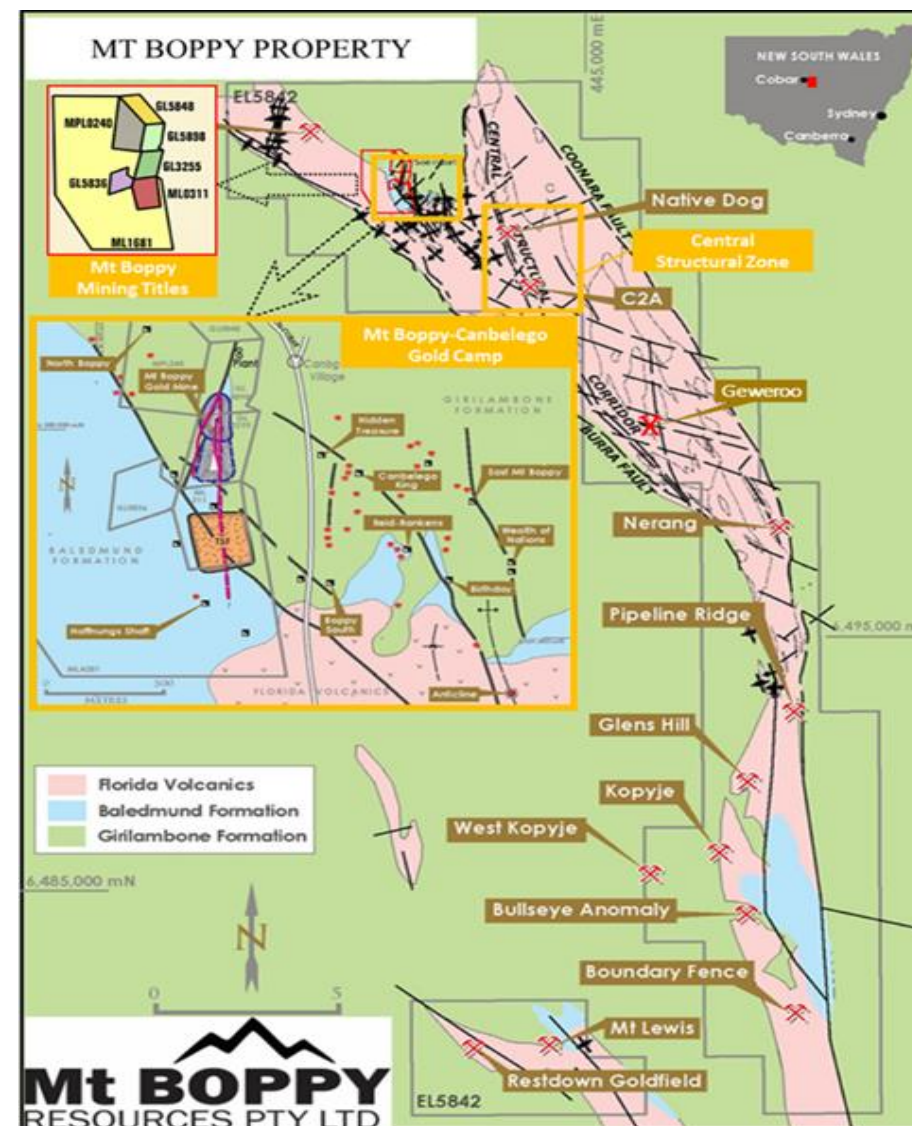 MT BOPPY PROPERTY
EL5842
445,000 mE
NEW SOUTH WALES
Cobar
Sydney
Canberra
GL5848
MPL0240
GL5898
GL3255
GL5836
ML0311
ML1681
Mt Boppy
Mining Titles
CENTRAL
STRUCTURAL
CORRIDOR
COONARA FAULT
BURRA FAULT
Native Dog
Central
Structural Zone
C2A
Geweroo
Nerang
Pipeline Ridge
6,495,000 mN
Glens Hill
Kopyje
West Kopyje
Bullseye Anomaly
Boundary Fence
Mt Lewis
Restdown Goldfield
EL5842
Mt Boppy-Canbelego
Gold Camp
North Boppy
Mt Boppy
Gold Mine
Plant
Village
GIRILAMBONE
FORMATION
Hidden
Treasure
Canbelego
King
East Mt Boppy
Reid-Rankens
Wealth of
Nations
Birthday
BALEDMUND
FORMATION
TSF
Hoffnungs Shaft
Boppy
South
METRES
500
FLORIDA VOLCANICS
Anticline
Florida Volcanics
Baledmund Formation
Girilambone Formation
6,485,000 mN
N
0
5
Mt BOPPY
RESOURCES PTY LTD